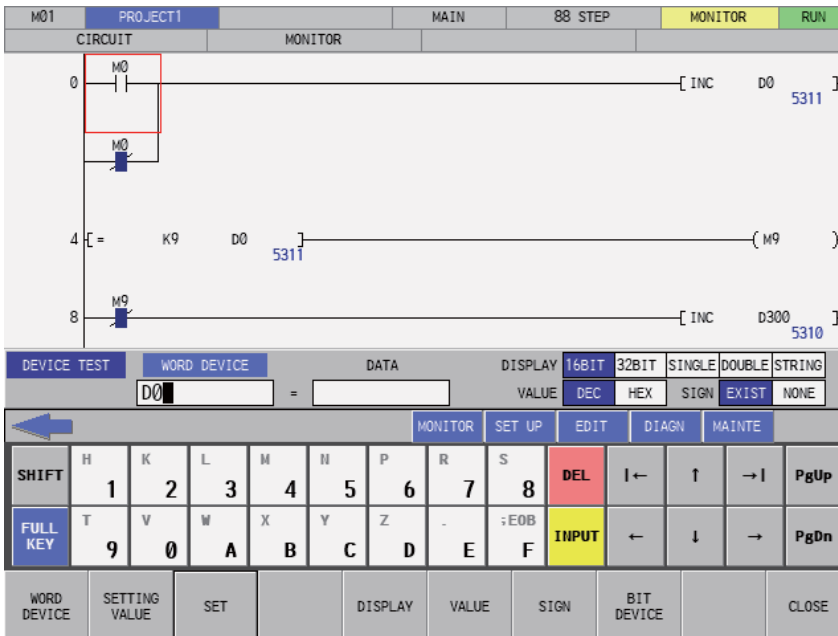 M01 PROJECT1 MAIN 88 STEP MONITOR RUN
CIRCUIT MONITOR
M0
0 [ INC D0 ]
5311
M0
4 [ = K9 D0 ] ( M9 )
5311
M9
8 [ INC D300 ]
5310
DEVICE TEST WORD DEVICE DATA DISPLAY 16BIT 32BIT SINGLE DOUBLE STRING
D0 = VALUE DEC HEX SIGN EXIST NONE
MONITOR SET UP EDIT DIAGN MAINTE
SHIFT H 1 K 2 L 3 M 4 N 5 P 6 R 7 S 8 DEL |← ↑ →| PgUp
FULL KEY T 9 V 0 W A X B Y C Z D . E ;EOB F INPUT ← ↓ → PgDn
WORD DEVICE SETTING VALUE SET DISPLAY VALUE SIGN BIT DEVICE CLOSE